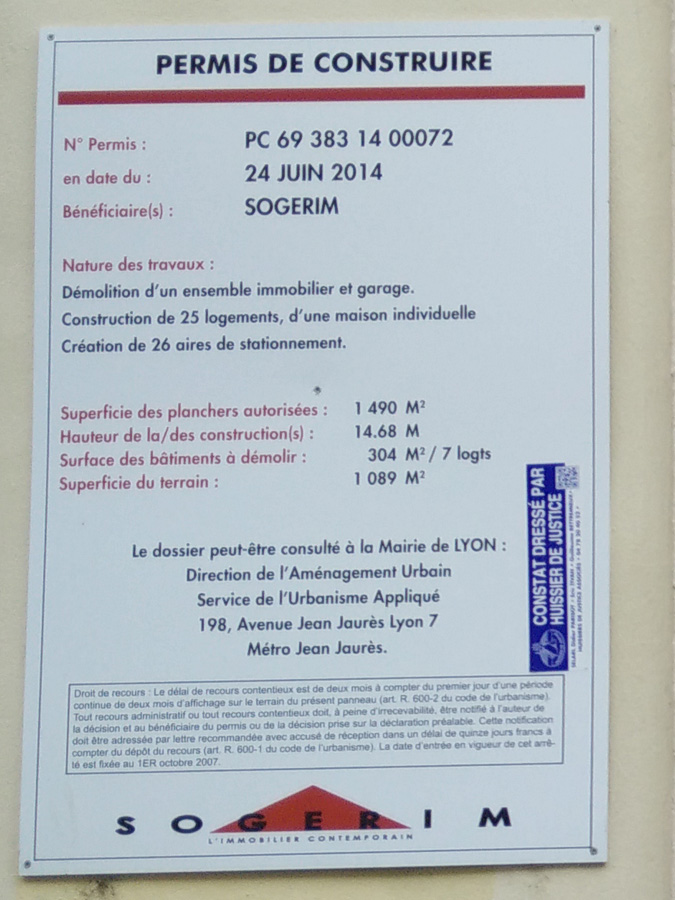 PERMIS DE CONSTRUIRE
N° Permis : PC 69 383 14 00072
en date du : 24 JUIN 2014
Bénéficiaire(s) : SOGERIM
Nature des travaux :
Démolition d'un ensemble immobilier et garage.
Construction de 25 logements, d'une maison individuelle
Création de 26 aires de stationnement.
Superficie des planchers autorisées : 1 490 M²
Hauteur de la/des construction(s) : 14.68 M
Surface des bâtiments à démolir : 304 M² / 7 logts
Superficie du terrain : 1 089 M²
Le dossier peut-être consulté à la Mairie de LYON :
Direction de l'Aménagement Urbain
Service de l'Urbanisme Appliqué
198, Avenue Jean Jaurès Lyon 7
Métro Jean Jaurès.
CONSTAT DRESSÉ PAR
HUISSIER DE JUSTICE
Droit de recours : Le délai de recours contentieux est de deux mois à compter du premier jour d'une période
continue de deux mois d'affichage sur le terrain du présent panneau (art. R. 600-2 du code de l'urbanisme).
Tout recours administratif ou tout recours contentieux doit, à peine d'irrecevabilité, être notifié à l'auteur de
la décision et au bénéficiaire du permis ou de la décision prise sur la déclaration préalable. Cette notification
doit être adressée par lettre recommandée avec accusé de réception dans un délai de quinze jours francs à
compter du dépôt du recours (art. R. 600-1 du code de l'urbanisme). La date d'entrée en vigueur de cet arrê-
té est fixée au 1ER octobre 2007.
SOGERIM
L'IMMOBILIER CONTEMPORAIN